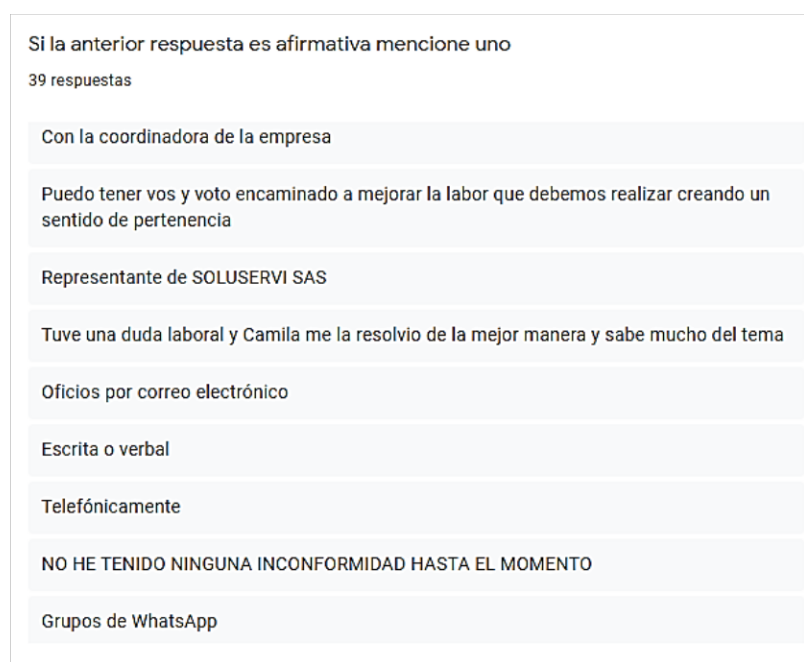 Si la anterior respuesta es afirmativa mencione uno
39 respuestas
Con la coordinadora de la empresa
Puedo tener vos y voto encaminado a mejorar la labor que debemos realizar creando un
sentido de pertenencia
Representante de SOLUSERVI SAS
Tuve una duda laboral y Camila me la resolvio de la mejor manera y sabe mucho del tema
Oficios por correo electrónico
Escrita o verbal
Telefónicamente
NO HE TENIDO NINGUNA INCONFORMIDAD HASTA EL MOMENTO
Grupos de WhatsApp